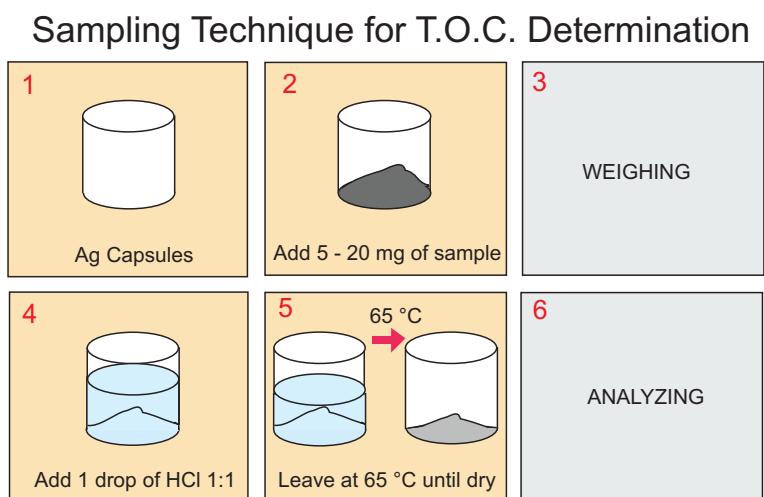 Sampling Technique for T.O.C. Determination
1
Ag Capsules
2
Add 5 - 20 mg of sample
3
WEIGHING
4
Add 1 drop of HCl 1:1
5
65 °C
Leave at 65 °C until dry
6
ANALYZING